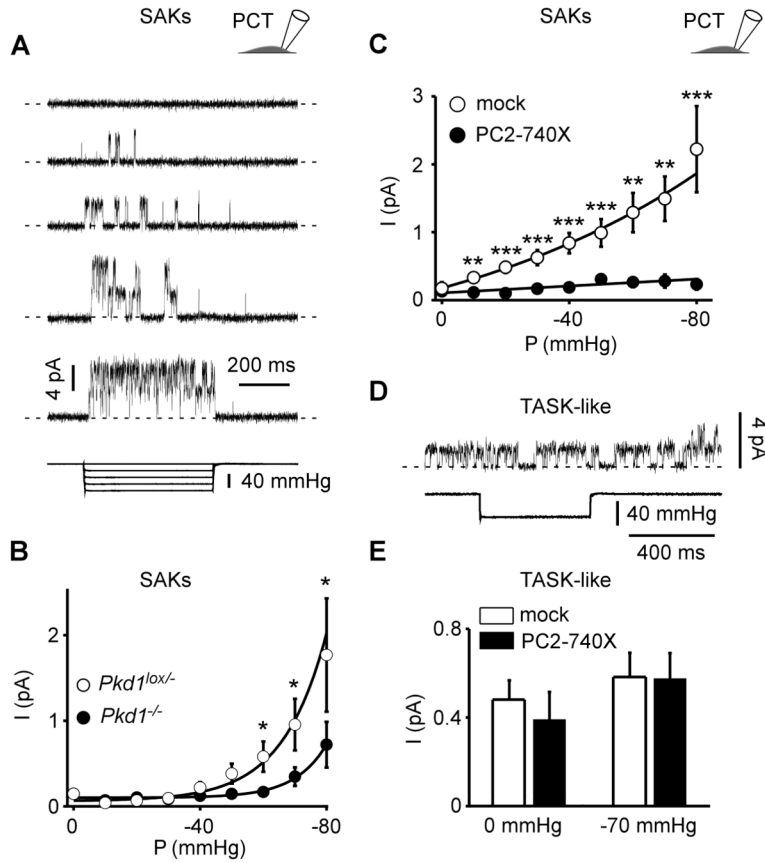 A
SAKs
PCT
4 pA
200 ms
40 mmHg
B
SAKs
I (pA)
2
1
0
Pkd1lox/-
Pkd1-/-
*
*
*
0
-40
-80
P (mmHg)
C
SAKs
PCT
I (pA)
3
2
1
0
mock
PC2-740X
**
***
***
***
***
**
**
***
0
-40
-80
P (mmHg)
D
TASK-like
4 pA
40 mmHg
400 ms
E
TASK-like
mock
PC2-740X
I (pA)
0.8
0.4
0
0 mmHg
-70 mmHg